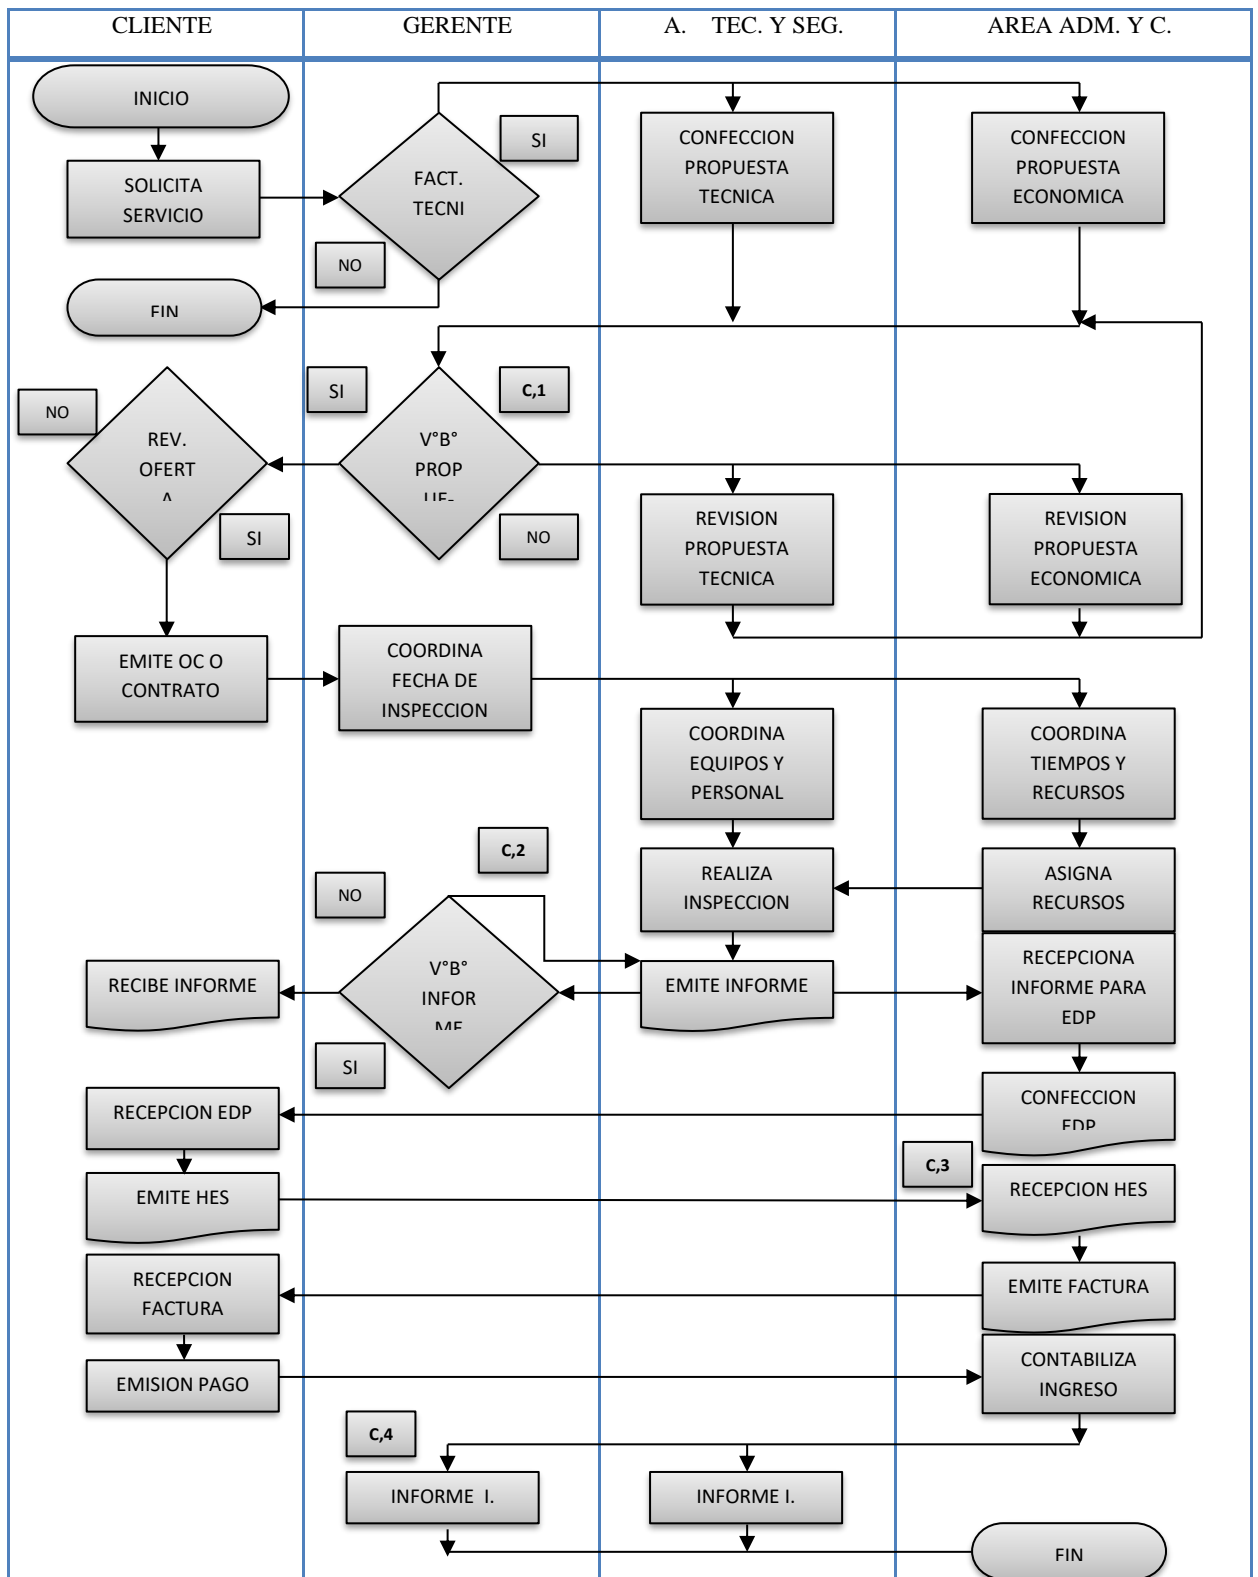 CLIENTE
GERENTE
A. TEC. Y SEG.
AREA ADM. Y C.
INICIO
SOLICITA
SERVICIO
FACT.
TECNI
SI
NO
CONFECCION
PROPUESTA
TECNICA
CONFECCION
PROPUESTA
ECONOMICA
FIN
NO
REV.
OFERT
A
SI
SI
C,1
V°B°
PROP
UE-
NO
REVISION
PROPUESTA
TECNICA
REVISION
PROPUESTA
ECONOMICA
EMITE OC O
CONTRATO
COORDINA
FECHA DE
INSPECCION
COORDINA
EQUIPOS Y
PERSONAL
COORDINA
TIEMPOS Y
RECURSOS
C,2
NO
REALIZA
INSPECCION
ASIGNA
RECURSOS
RECIBE INFORME
V°B°
INFOR
ME
SI
EMITE INFORME
RECEPCIONA
INFORME PARA
EDP
RECEPCION EDP
CONFECCION
EDP
C,3
EMITE HES
RECEPCION HES
RECEPCION
FACTURA
EMITE FACTURA
EMISION PAGO
CONTABILIZA
INGRESO
C,4
INFORME I.
INFORME I.
FIN